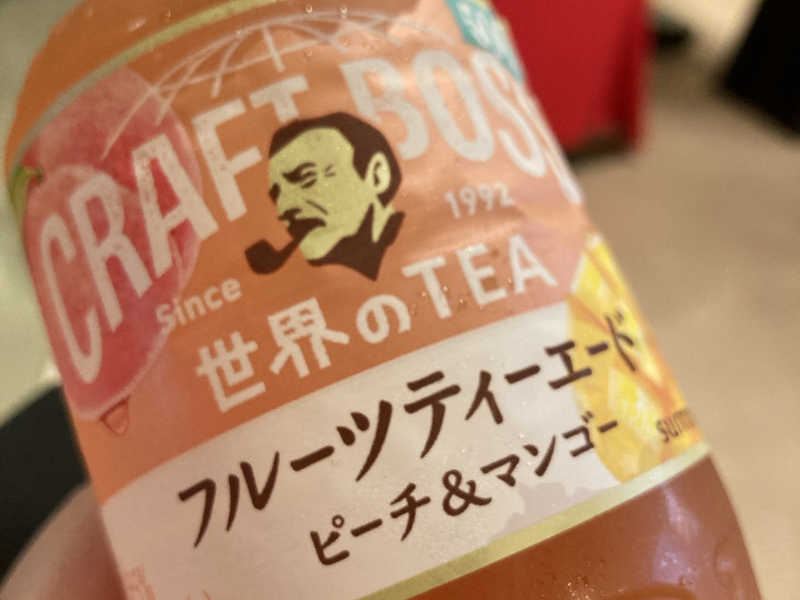 CRAFT BOSS
Since 1992
世界のTEA
フルーツティーエード
ピーチ&マンゴー